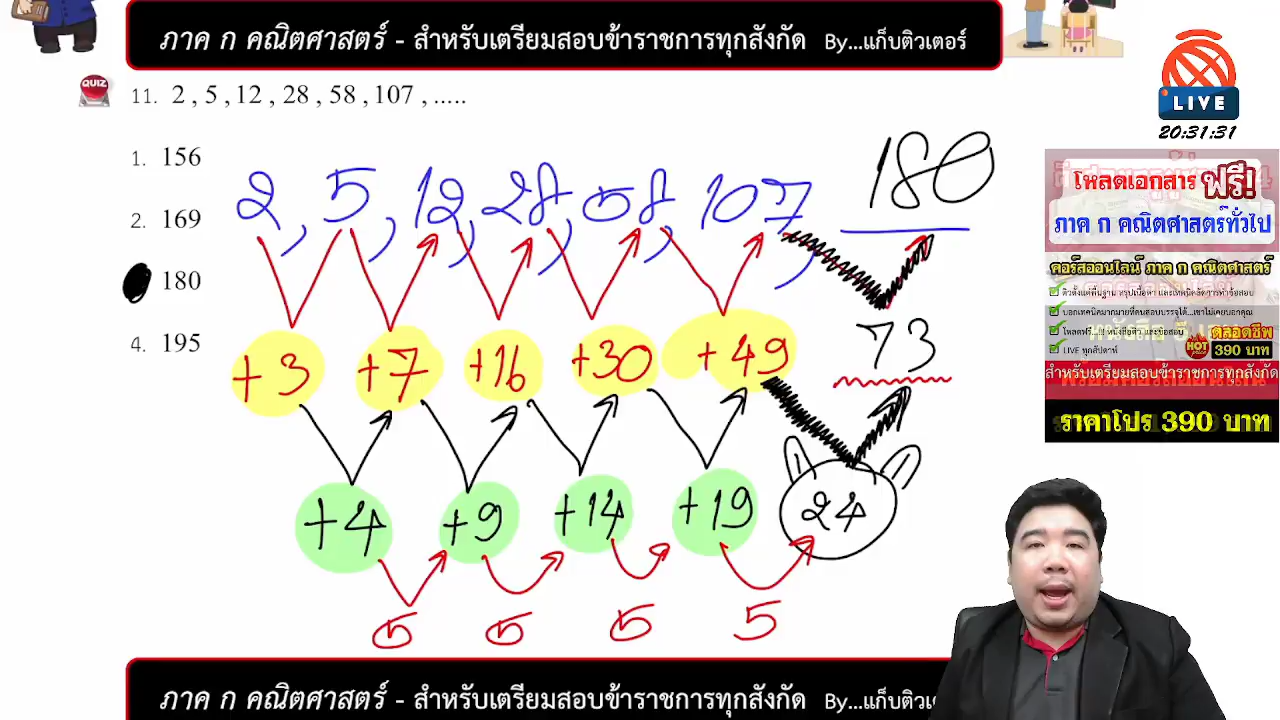 ภาค ก คณิตศาสตร์ - สำหรับเตรียมสอบข้าราชการทุกสังกัด By...แก็บติวเตอร์
QUIZ
11. 2 , 5 , 12 , 28 , 58 , 107 , .....
LIVE
20:31:31
1. 156
2. 169
180
4. 195
2, 5, 12, 28, 58, 107, 180
+3 +7 +16 +30 +49 73
+4 +9 +14 +19 24
5 5 5 5
โหลดเอกสาร ฟรี!
ภาค ก คณิตศาสตร์ทั่วไป
คอร์สออนไลน์ ภาค ก คณิตศาสตร์
LIVE ทุกสัปดาห์
HOT
ตลอดชีพ
390 บาท
สำหรับเตรียมสอบข้าราชการทุกสังกัด
ราคาโปร 390 บาท
ภาค ก คณิตศาสตร์ - สำหรับเตรียมสอบข้าราชการทุกสังกัด